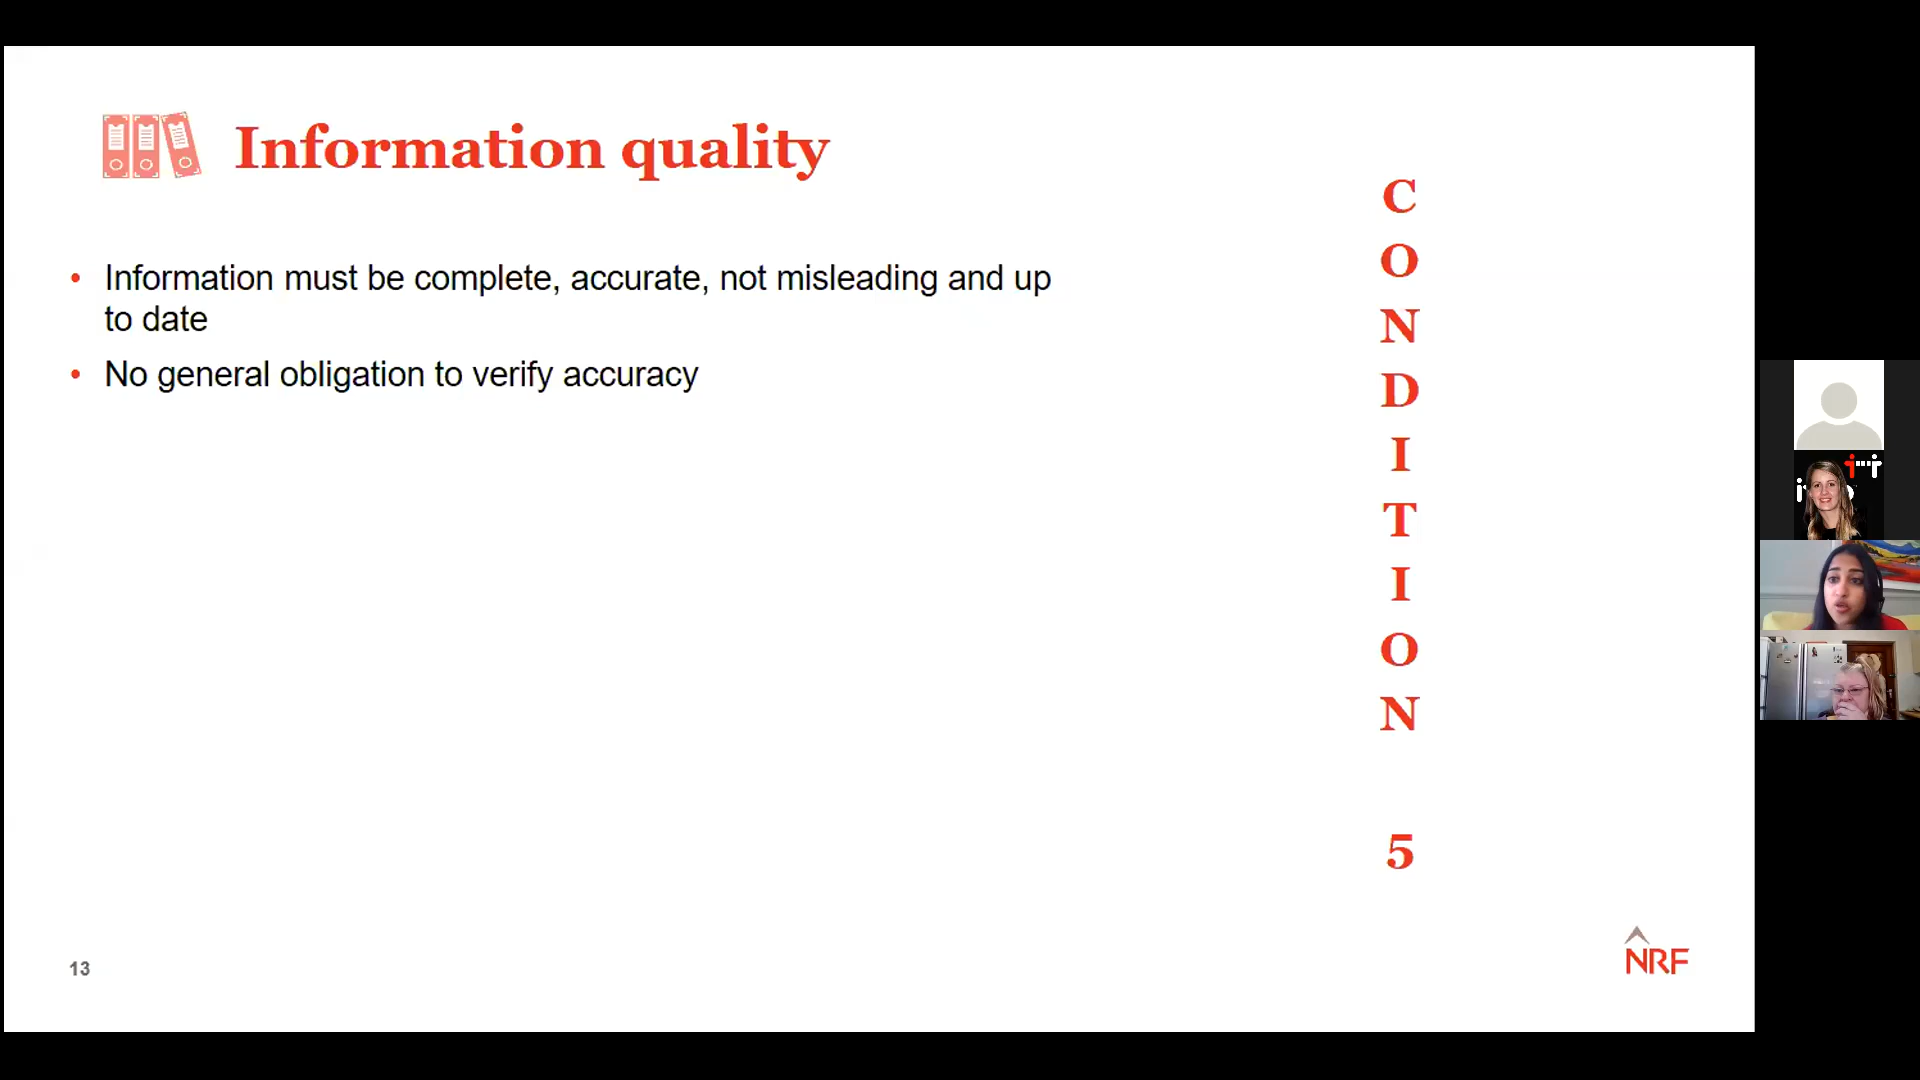 Information quality
• Information must be complete, accurate, not misleading and up
to date
• No general obligation to verify accuracy
C
O
N
D
I
T
I
O
N
5
13
NRF